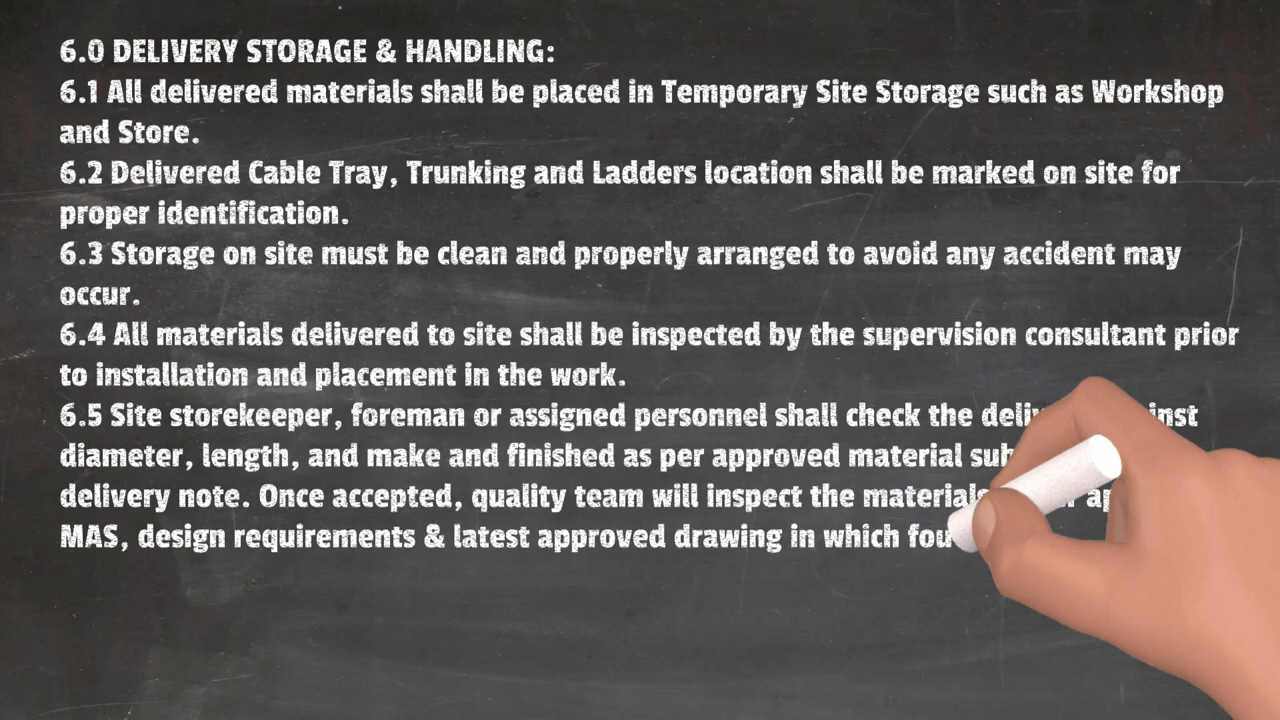 6.0 DELIVERY STORAGE & HANDLING:
6.1 All delivered materials shall be placed in Temporary Site Storage such as Workshop
and Store.
6.2 Delivered Cable Tray, Trunking and Ladders location shall be marked on site for
proper identification.
6.3 Storage on site must be clean and properly arranged to avoid any accident may
occur.
6.4 All materials delivered to site shall be inspected by the supervision consultant prior
to installation and placement in the work.
6.5 Site storekeeper, foreman or assigned personnel shall check the
diameter, length, and make and finished as per approved material
delivery note. Once accepted, quality team will inspect the materials
MAS, design requirements & latest approved drawing in which